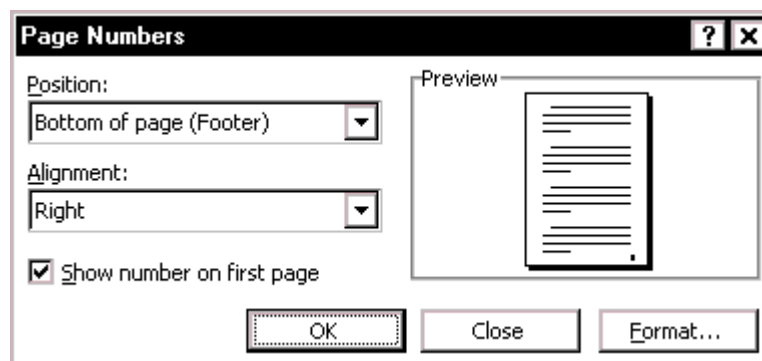 Page Numbers
Position:
Bottom of page (Footer)
Alignment:
Right
Show number on first page
Preview
OK
Close
Format...